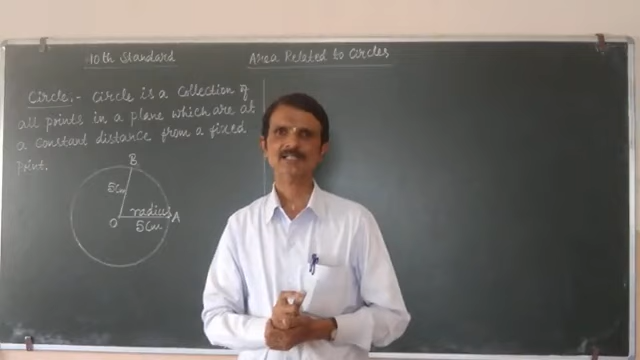 10th Standard
Area Related to Circles
Circle:- Circle is a Collection of
all points in a plane which are at
a Constant distance from a fixed
point.
B
5cm
radius
O
A
5cm